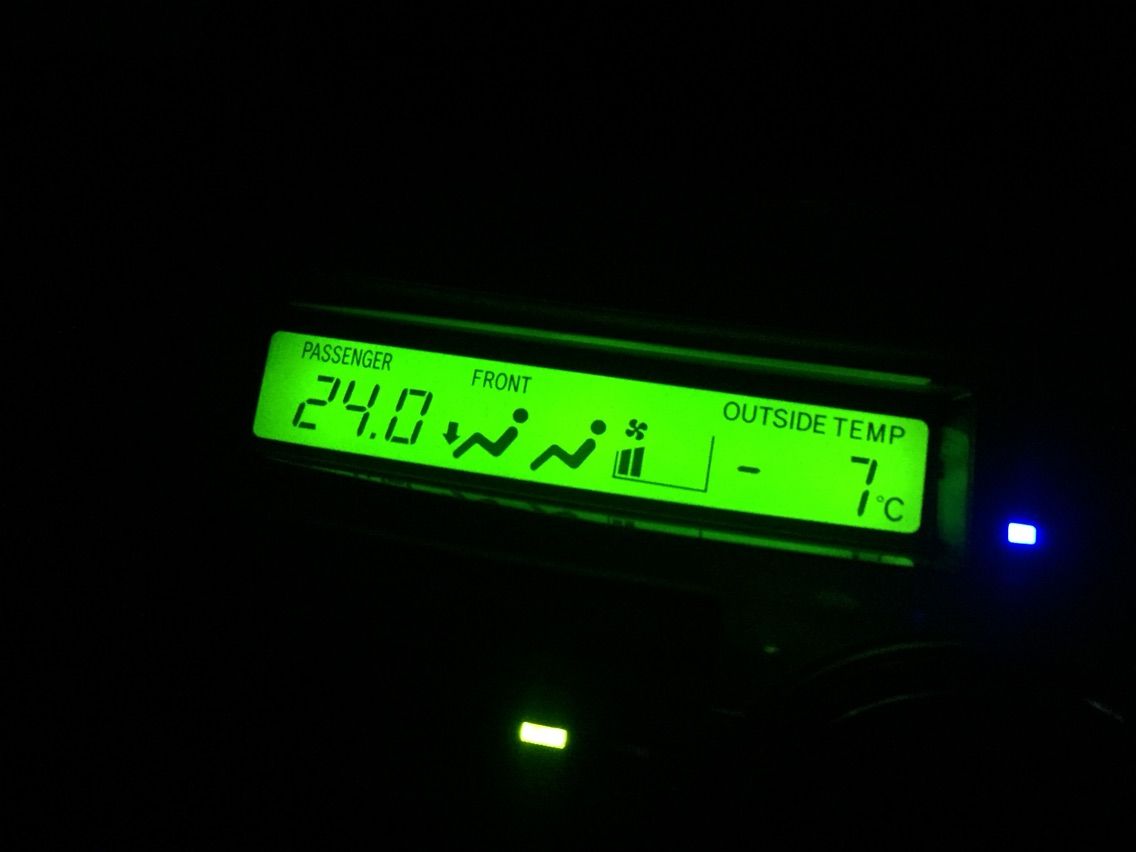 PASSENGER
FRONT
OUTSIDE TEMP
24.0
- 7°C